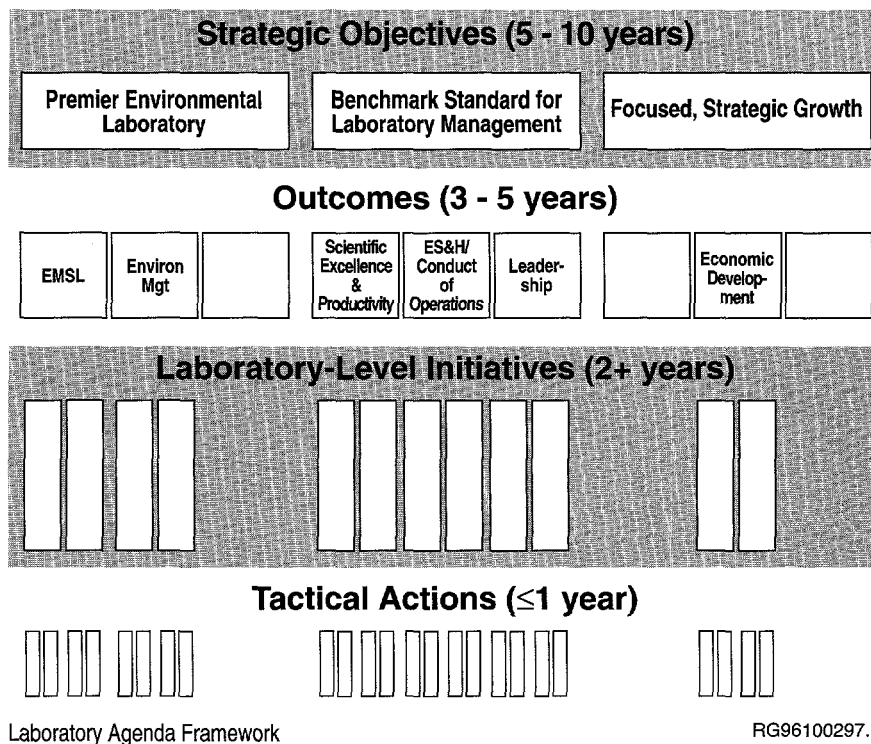 Strategic Objectives (5 - 10 years)
Premier Environmental
Laboratory
Benchmark Standard for
Laboratory Management
Focused, Strategic Growth
Outcomes (3 - 5 years)
EMSL
Environ
Mgt
Scientific
Excellence
&
Productivity
ES&H/
Conduct
of
Operations
Leader-
ship
Economic
Develop-
ment
Laboratory-Level Initiatives (2+ years)
Tactical Actions (≤1 year)
Laboratory Agenda Framework
RG96100297.